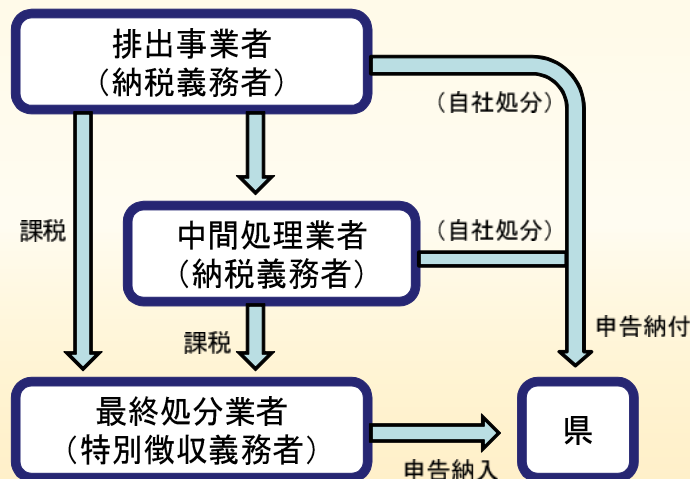 排出事業者
（納税義務者）
（自社処分）
課税
中間処理業者
（納税義務者）
（自社処分）
申告納付
課税
最終処分業者
（特別徴収義務者）
県
申告納入